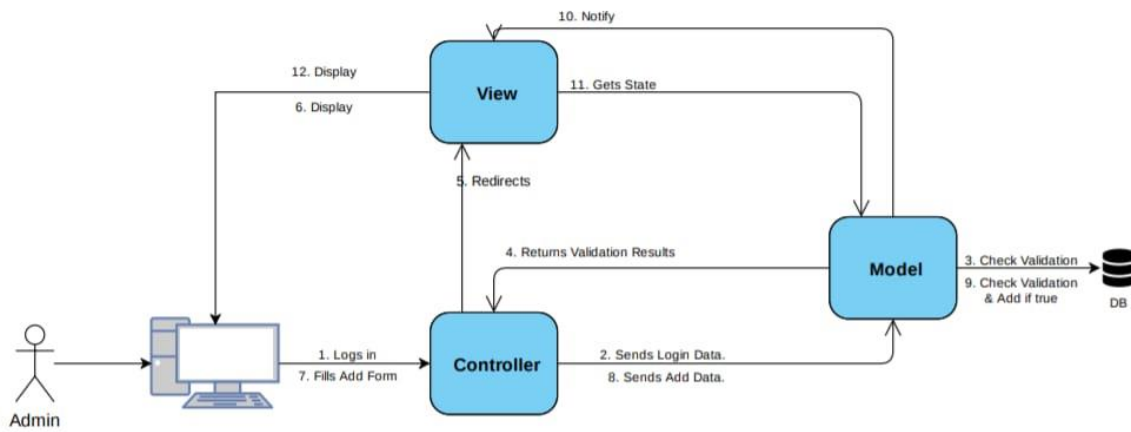 10. Notify
12. Display
View
11. Gets State
6. Display
5. Redirects
4. Returns Validation Results
Model
3. Check Validation
9. Check Validation
& Add if true
DB
1. Logs in
Controller
2. Sends Login Data.
7. Fills Add Form
8. Sends Add Data.
Admin